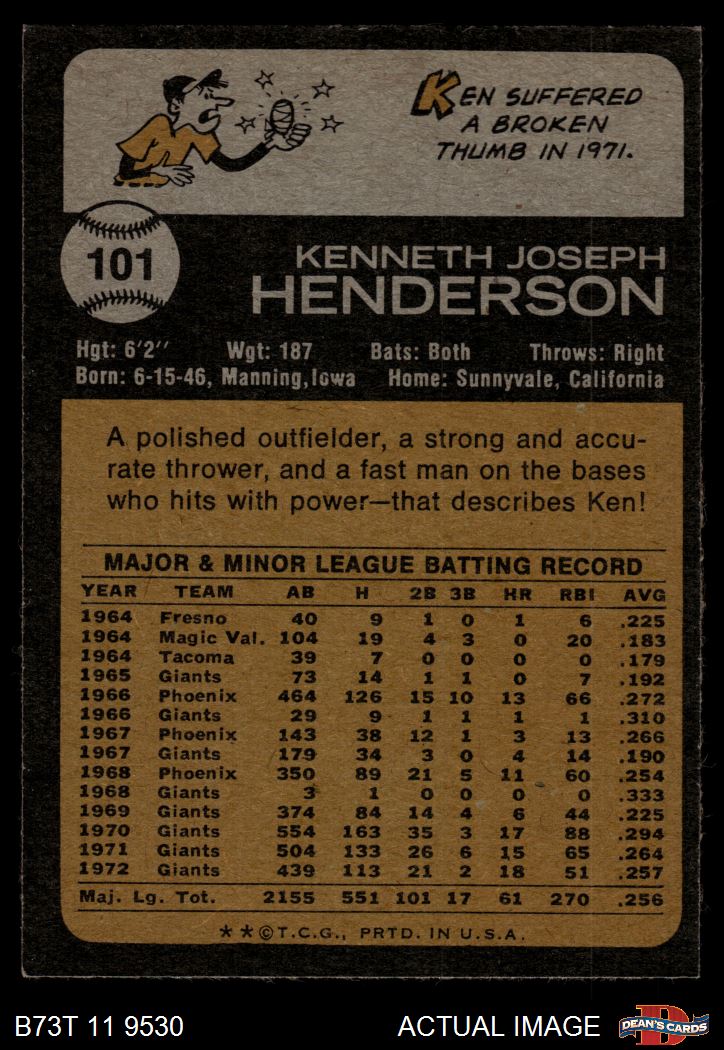 KEN SUFFERED
A BROKEN
THUMB IN 1971.
101
KENNETH JOSEPH
HENDERSON
Hgt: 6'2" Wgt: 187 Bats: Both Throws: Right
Born: 6-15-46, Manning, Iowa Home: Sunnyvale, California
A polished outfielder, a strong and accu-
rate thrower, and a fast man on the bases
who hits with power—that describes Ken!
MAJOR & MINOR LEAGUE BATTING RECORD
YEAR TEAM AB H 2B 3B HR RBI AVG
1964 Fresno 40 9 1 0 1 6 .225
1964 Magic Val. 104 19 4 3 0 20 .183
1964 Tacoma 39 7 0 0 0 0 .179
1965 Giants 73 14 1 1 0 7 .192
1966 Phoenix 464 126 15 10 13 66 .272
1966 Giants 29 9 1 1 1 1 .310
1967 Phoenix 143 38 12 1 3 13 .266
1967 Giants 179 34 3 0 4 14 .190
1968 Phoenix 350 89 21 5 11 60 .254
1968 Giants 3 1 0 0 0 0 .333
1969 Giants 374 84 14 4 6 44 .225
1970 Giants 554 163 35 3 17 88 .294
1971 Giants 504 133 26 6 15 65 .264
1972 Giants 439 113 21 2 18 51 .257
Maj. Lg. Tot. 2155 551 101 17 61 270 .256
**©T.C.G., PRTD. IN U.S.A.
B73T 11 9530 ACTUAL IMAGE D DEAN'S CARDS